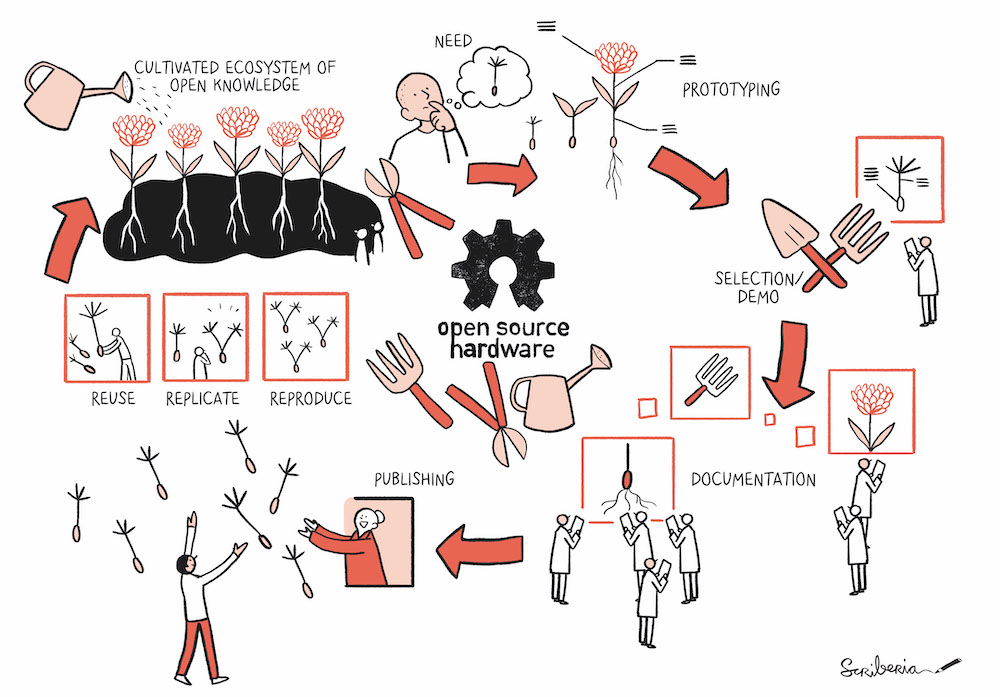 NEED
CULTIVATED ECOSYSTEM OF
OPEN KNOWLEDGE
PROTOTYPING
SELECTION/
DEMO
open source
hardware
REUSE
REPLICATE
REPRODUCE
PUBLISHING
DOCUMENTATION
Scriberia